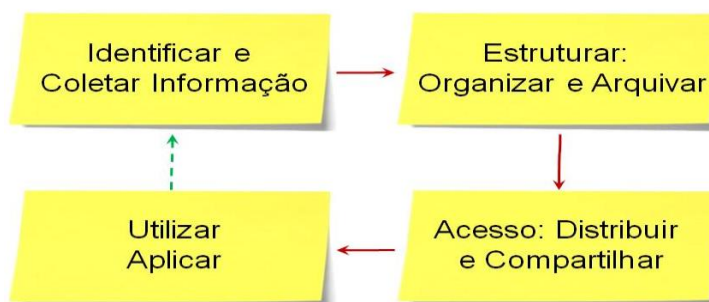 Identificar e
Coletar Informação
Estruturar:
Organizar e Arquivar
Utilizar
Aplicar
Acesso: Distribuir
e Compartilhar